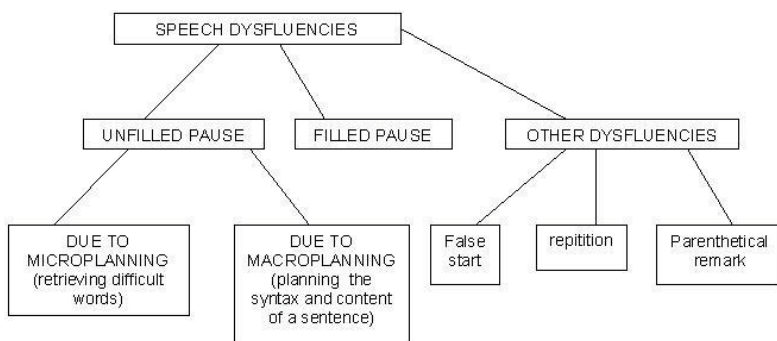 SPEECH DYSFLUENCIES
UNFILLED PAUSE
FILLED PAUSE
OTHER DYSFLUENCIES
DUE TO
MICROPLANNING
(retrieving difficult
words)
DUE TO
MACROPLANNING
(planning the
syntax and content
of a sentence)
False
start
repitition
Parenthetical
remark